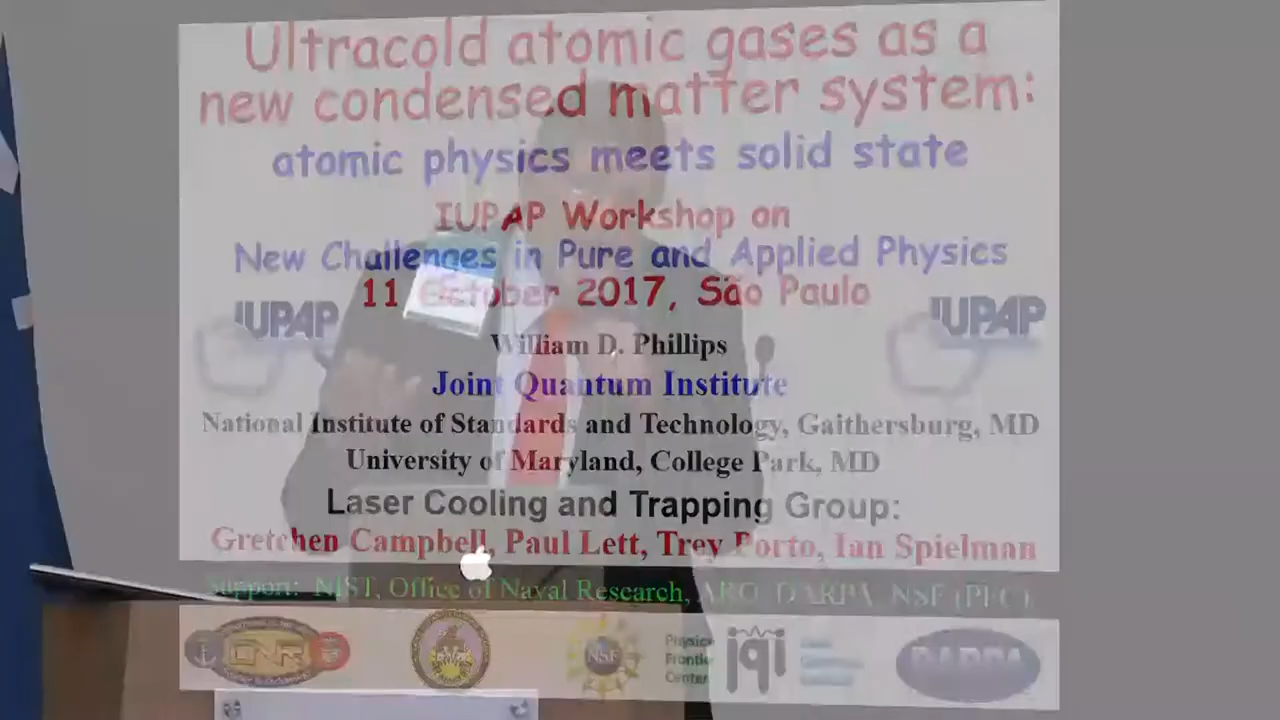 Ultracold atomic gases as a
new condensed matter system:
atomic physics meets solid state
IUPAP Workshop on
New Challenges in Pure and Applied Physics
11 October 2017, São Paulo
IUPAP
IUPAP
William D. Phillips
Joint Quantum Institute
National Institute of Standards and Technology, Gaithersburg, MD
University of Maryland, College Park, MD
Laser Cooling and Trapping Group:
Gretchen Campbell, Paul Lett, Trey Porto, Ian Spielman
Support: NIST, Office of Naval Research, ARO, DARPA, NSF (PFC)
ONR
NSF
Physics
Frontier
Center
jqi
DARPA